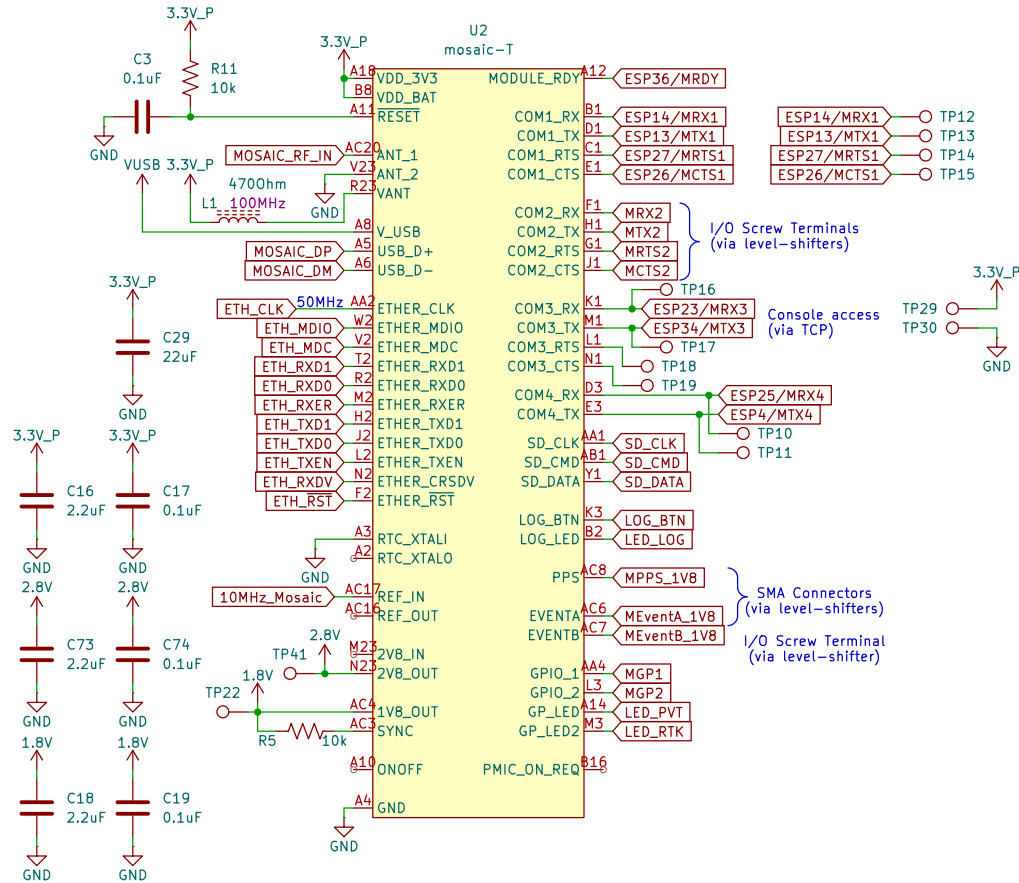 3.3V_P
C3
0.1uF
R11
10k
GND
3.3V_P
U2
mosaic-T
A18 VDD_3V3
B8 VDD_BAT
A11 RESET
MOSAIC_RF_IN AC20 ANT_1
V23 ANT_2
GND
R23 VANT
VUSB 3.3V_P
470Ohm
L1 100MHz
A8 V_USB
MOSAIC_DP A5 USB_D+
MOSAIC_DM A6 USB_D-
ETH_CLK 50MHz AA2 ETHER_CLK
ETH_MDIO W2 ETHER_MDIO
ETH_MDC V2 ETHER_MDC
ETH_RXD1 T2 ETHER_RXD1
ETH_RXD0 R2 ETHER_RXD0
ETH_RXER M2 ETHER_RXER
ETH_TXD1 H2 ETHER_TXD1
ETH_TXD0 J2 ETHER_TXD0
ETH_TXEN L2 ETHER_TXEN
ETH_RXDV N2 ETHER_CRSDV
ETH_RST F2 ETHER_RST
A3 RTC_XTALI
GND
A2 RTC_XTALO
10MHz_Mosaic AC17 REF_IN
AC16 REF_OUT
M23 2V8_IN
TP41 2.8V
N23 2V8_OUT
TP22 1.8V
AC4 1V8_OUT
R5 10k AC3 SYNC
A10 ONOFF
A4 GND
GND
MODULE_RDY A12 ESP36/MRDY
COM1_RX B1 ESP14/MRX1
COM1_TX D1 ESP13/MTX1
COM1_RTS C1 ESP27/MRTS1
COM1_CTS E1 ESP26/MCTS1
ESP14/MRX1 TP12
ESP13/MTX1 TP13
ESP27/MRTS1 TP14
ESP26/MCTS1 TP15
COM2_RX F1 MRX2
COM2_TX H1 MTX2
COM2_RTS G1 MRTS2
COM2_CTS J1 MCTS2
I/O Screw Terminals
(via level-shifters)
TP16
COM3_RX K1 ESP23/MRX3
COM3_TX M1 ESP34/MTX3
TP17
COM3_RTS L1
TP18
COM3_CTS N1
TP19
Console access
(via TCP)
3.3V_P
TP29
TP30
GND
COM4_RX D3 ESP25/MRX4
COM4_TX E3 ESP4/MTX4
TP10
TP11
SD_CLK AA1 SD_CLK
SD_CMD AB1 SD_CMD
SD_DATA Y1 SD_DATA
LOG_BTN K3 LOG_BTN
LOG_LED B2 LED_LOG
PPS AC8 MPPS_1V8
SMA Connectors
(via level-shifters)
EVENTA AC6 MEventA_1V8
EVENTB AC7 MEventB_1V8
I/O Screw Terminal
(via level-shifter)
GPIO_1 AA4 MGP1
GPIO_2 L3 MGP2
GP_LED A14 LED_PVT
GP_LED2 M3 LED_RTK
PMIC_ON_REQ B16
3.3V_P
C29
22uF
GND
3.3V_P
C16
2.2uF
GND
3.3V_P
C17
0.1uF
GND
2.8V
C73
2.2uF
GND
2.8V
C74
0.1uF
GND
1.8V
C18
2.2uF
GND
1.8V
C19
0.1uF
GND